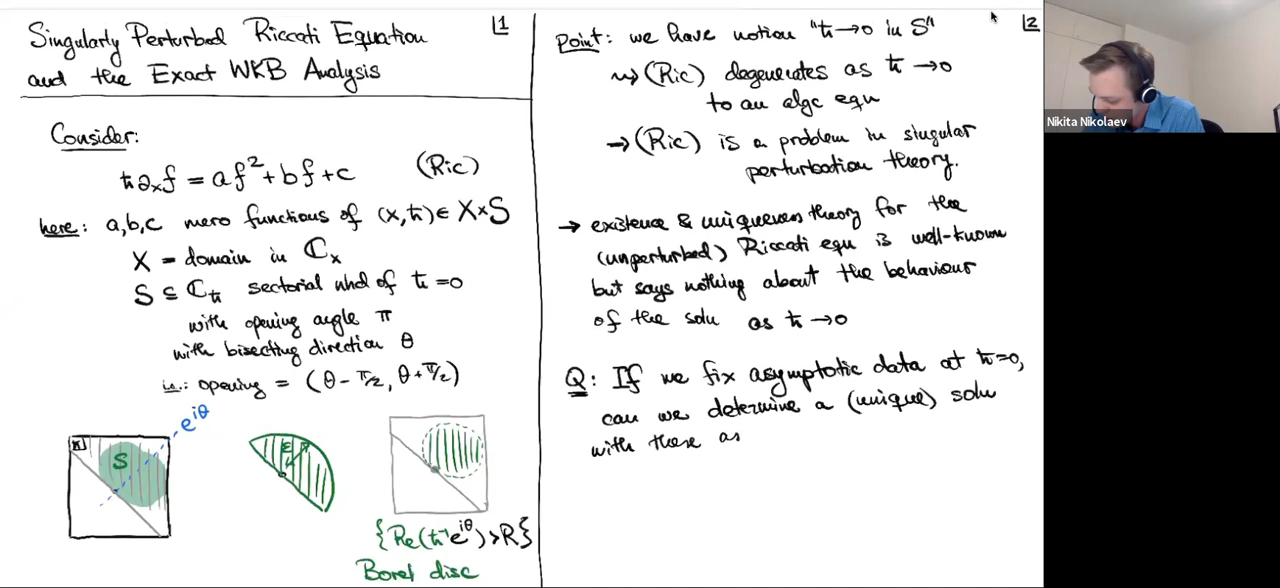 Singularly Perturbed Riccati Equation
and the Exact WKB Analysis
1
Consider:
ħ∂ₓf = af² + bf + c (Ric)
here: a,b,c mero functions of (x,ħ) ∈ X×S
X = domain in ℂₓ
S ⊆ ℂ_ħ sectorial nhd of ħ=0
with opening angle π
with bisecting direction θ
i.e.: opening = (θ - π/2, θ + π/2)
e^{iθ}
ħ
S
ε
{Re(ħ⁻¹e^{iθ}) > R}
Borel disc
2
Point: we have notion "ħ→0 in S"
⇝ (Ric) degenerates as ħ→0
to an algc equ
→ (Ric) is a problem in singular
perturbation theory.
→ existence & uniqueness theory for the
(unperturbed) Riccati equ is well-known
but says nothing about the behaviour
of the solu as ħ→0
Q: If we fix asymptotic data at ħ=0,
can we determine a (unique) solu
with these as
Nikita Nikolaev